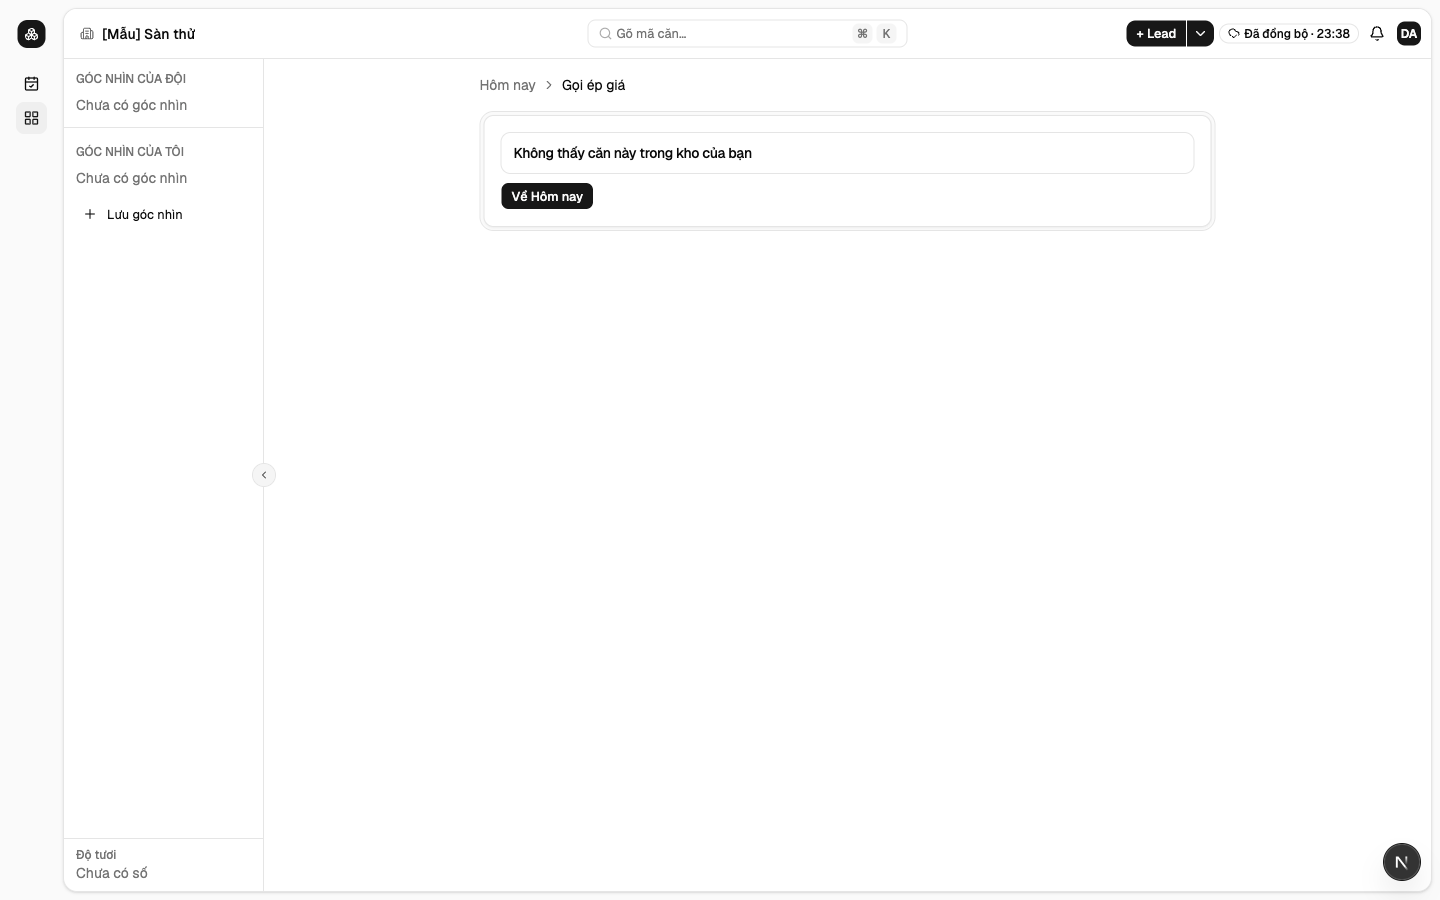 [Mẫu] Sàn thử
Gõ mã căn...
⌘ K
+ Lead
Đã đồng bộ · 23:38
DA
GÓC NHÌN CỦA ĐỘI
Chưa có góc nhìn
GÓC NHÌN CỦA TÔI
Chưa có góc nhìn
Lưu góc nhìn
Hôm nay
Gọi ép giá
Không thấy căn này trong kho của bạn
Về Hôm nay
Độ tươi
Chưa có số
N